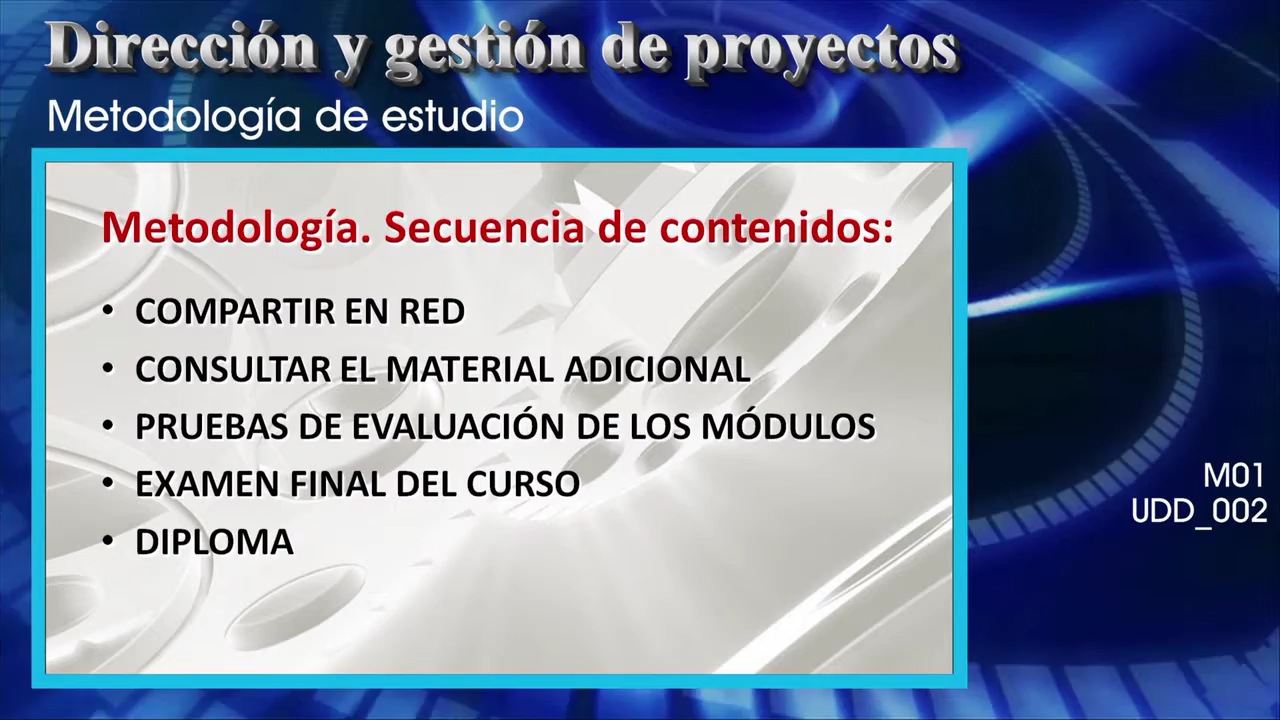 Dirección y gestión de proyectos
Metodología de estudio
Metodología. Secuencia de contenidos:
• COMPARTIR EN RED
• CONSULTAR EL MATERIAL ADICIONAL
• PRUEBAS DE EVALUACIÓN DE LOS MÓDULOS
• EXAMEN FINAL DEL CURSO
• DIPLOMA
M01
UDD_002